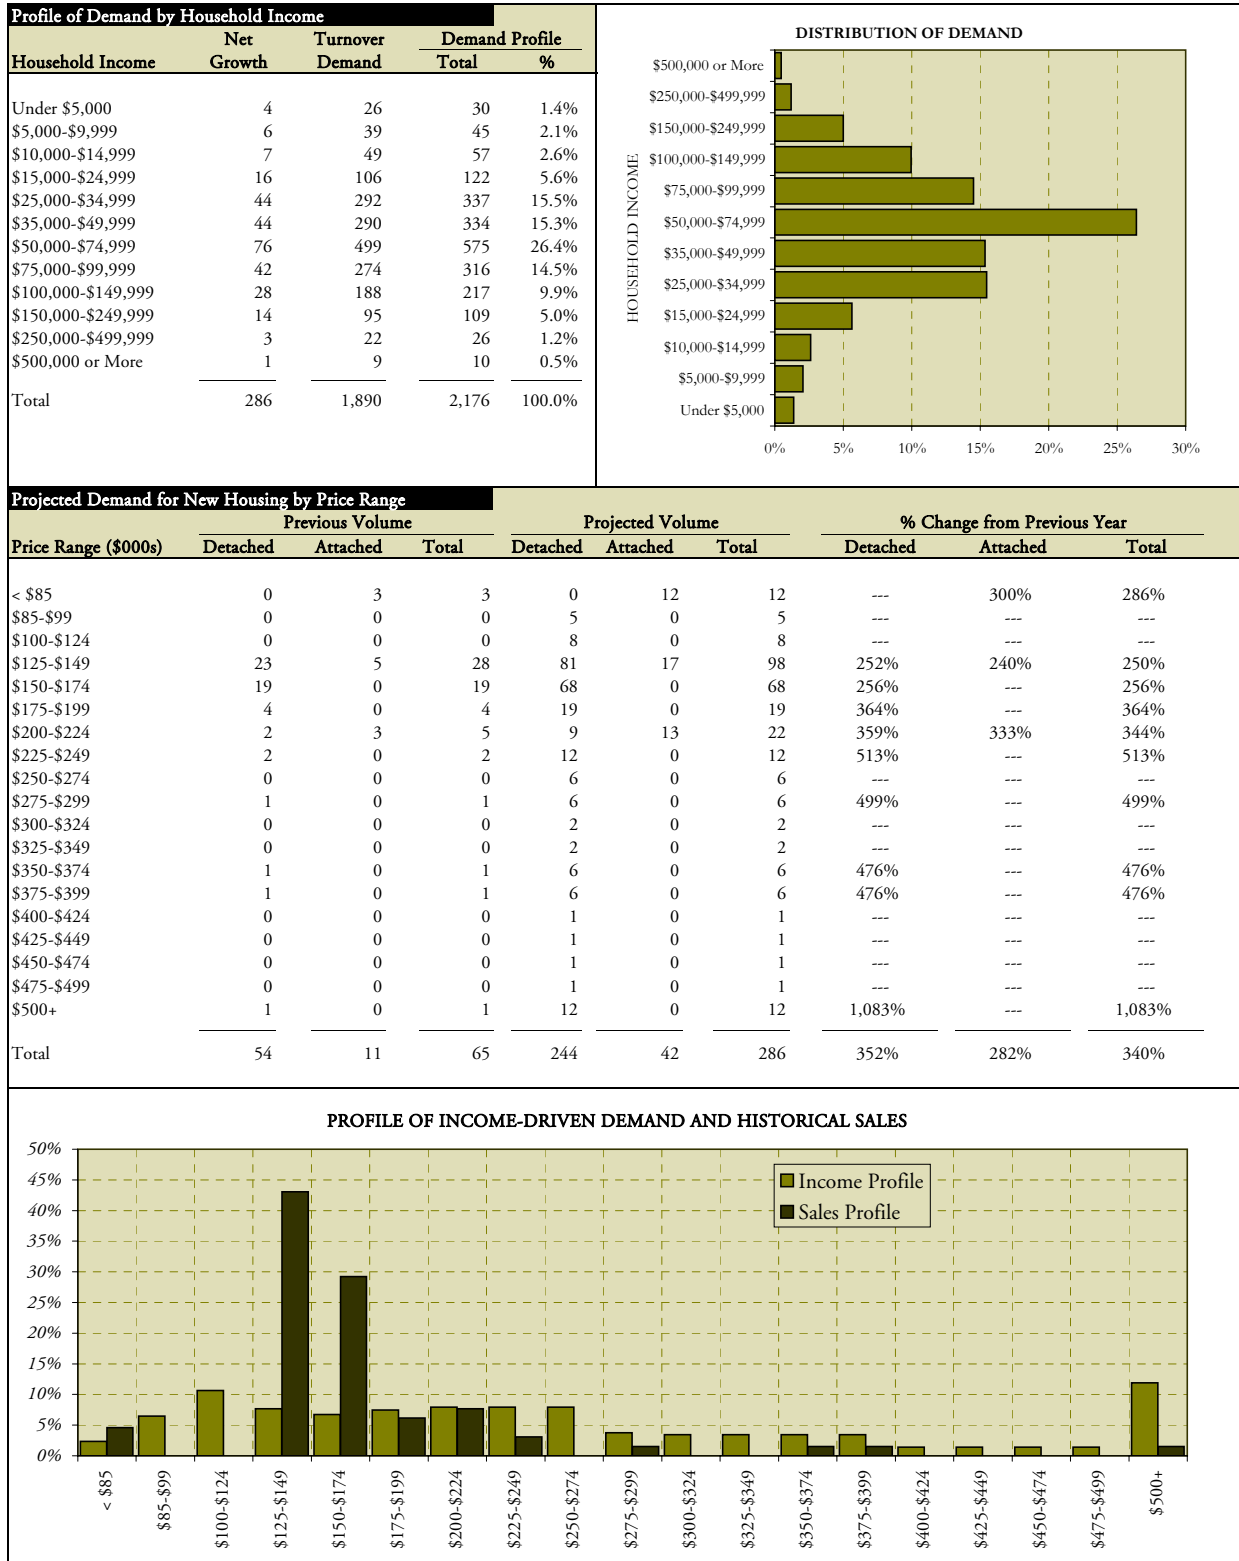 Profile of Demand by Household Income
Net Turnover Demand Profile
Household Income Growth Demand Total %
Under $5,000 4 26 30 1.4%
$5,000-$9,999 6 39 45 2.1%
$10,000-$14,999 7 49 57 2.6%
$15,000-$24,999 16 106 122 5.6%
$25,000-$34,999 44 292 337 15.5%
$35,000-$49,999 44 290 334 15.3%
$50,000-$74,999 76 499 575 26.4%
$75,000-$99,999 42 274 316 14.5%
$100,000-$149,999 28 188 217 9.9%
$150,000-$249,999 14 95 109 5.0%
$250,000-$499,999 3 22 26 1.2%
$500,000 or More 1 9 10 0.5%
Total 286 1,890 2,176 100.0%
DISTRIBUTION OF DEMAND
HOUSEHOLD INCOME
$500,000 or More
$250,000-$499,999
$150,000-$249,999
$100,000-$149,999
$75,000-$99,999
$50,000-$74,999
$35,000-$49,999
$25,000-$34,999
$15,000-$24,999
$10,000-$14,999
$5,000-$9,999
Under $5,000
0% 5% 10% 15% 20% 25% 30%
Projected Demand for New Housing by Price Range
Previous Volume Projected Volume % Change from Previous Year
Price Range ($000s) Detached Attached Total Detached Attached Total Detached Attached Total
< $85 0 3 3 0 12 12 --- 300% 286%
$85-$99 0 0 0 5 0 5 --- --- ---
$100-$124 0 0 0 8 0 8 --- --- ---
$125-$149 23 5 28 81 17 98 252% 240% 250%
$150-$174 19 0 19 68 0 68 256% --- 256%
$175-$199 4 0 4 19 0 19 364% --- 364%
$200-$224 2 3 5 9 13 22 359% 333% 344%
$225-$249 2 0 2 12 0 12 513% --- 513%
$250-$274 0 0 0 6 0 6 --- --- ---
$275-$299 1 0 1 6 0 6 499% --- 499%
$300-$324 0 0 0 2 0 2 --- --- ---
$325-$349 0 0 0 2 0 2 --- --- ---
$350-$374 1 0 1 6 0 6 476% --- 476%
$375-$399 1 0 1 6 0 6 476% --- 476%
$400-$424 0 0 0 1 0 1 --- --- ---
$425-$449 0 0 0 1 0 1 --- --- ---
$450-$474 0 0 0 1 0 1 --- --- ---
$475-$499 0 0 0 1 0 1 --- --- ---
$500+ 1 0 1 12 0 12 1,083% --- 1,083%
Total 54 11 65 244 42 286 352% 282% 340%
PROFILE OF INCOME-DRIVEN DEMAND AND HISTORICAL SALES
50%
45%
40%
35%
30%
25%
20%
15%
10%
5%
0%
Income Profile
Sales Profile
< $85
$85-$99
$100-$124
$125-$149
$150-$174
$175-$199
$200-$224
$225-$249
$250-$274
$275-$299
$300-$324
$325-$349
$350-$374
$375-$399
$400-$424
$425-$449
$450-$474
$475-$499
$500+